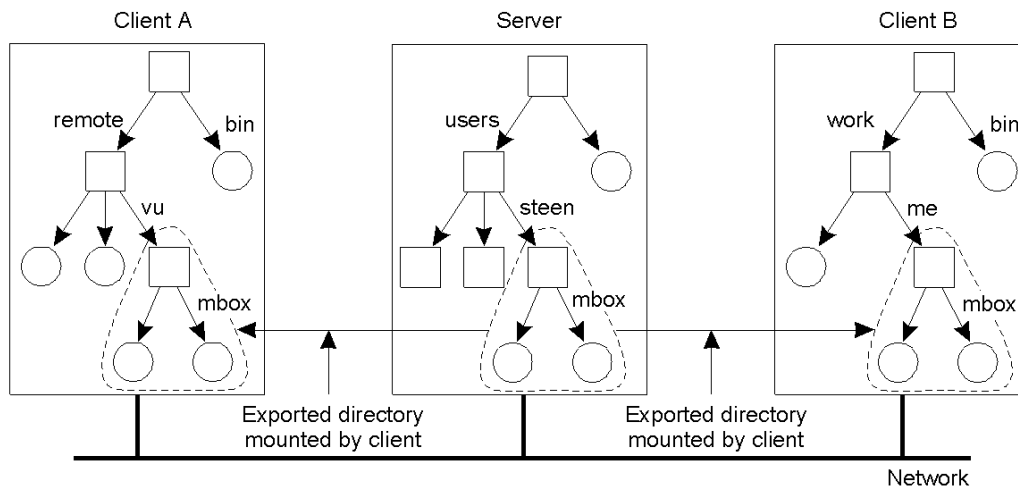 Client A
Server
Client B
remote
bin
users
work
bin
vu
steen
me
mbox
mbox
mbox
Exported directory
mounted by client
Exported directory
mounted by client
Network